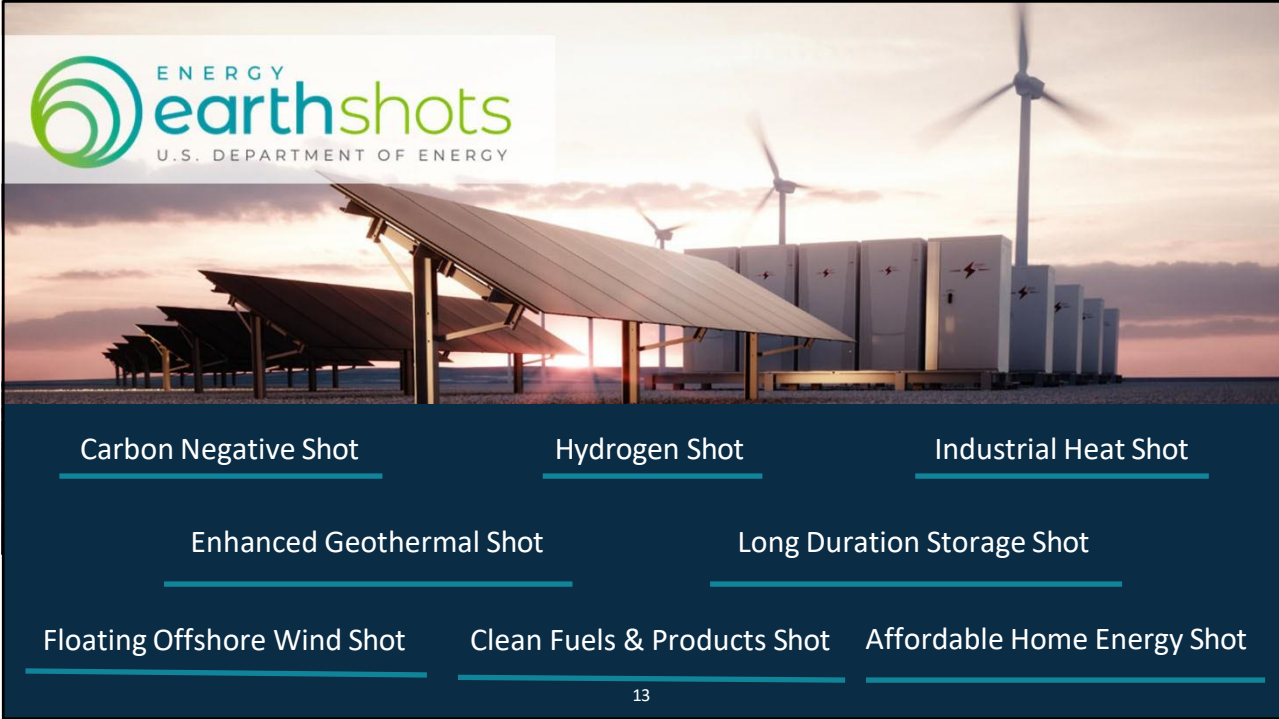 ENERGY
earthshots
U.S. DEPARTMENT OF ENERGY
Carbon Negative Shot
Hydrogen Shot
Industrial Heat Shot
Enhanced Geothermal Shot
Long Duration Storage Shot
Floating Offshore Wind Shot
Clean Fuels & Products Shot
Affordable Home Energy Shot
13